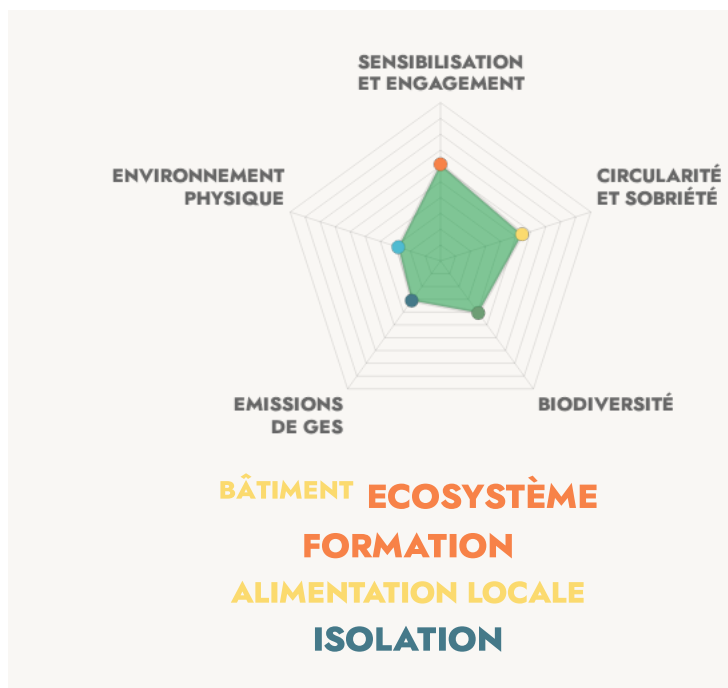 SENSIBILISATION
ET ENGAGEMENT
ENVIRONNEMENT
PHYSIQUE
CIRCULARITÉ
ET SOBRIÉTÉ
EMISSIONS
DE GES
BIODIVERSITÉ
BÂTIMENT ECOSYSTÈME
FORMATION
ALIMENTATION LOCALE
ISOLATION